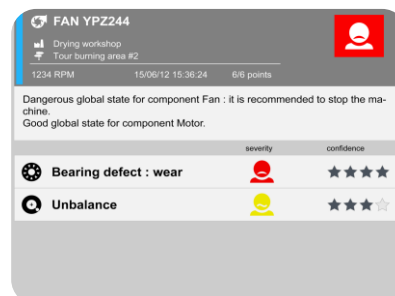 FAN YPZ244
Drying workshop
Tour burning area #2
1234 RPM 15/06/12 15:36:24 6/6 points
Dangerous global state for component Fan : it is recommended to stop the ma-
chine.
Good global state for component Motor.
severity confidence
Bearing defect : wear
Unbalance